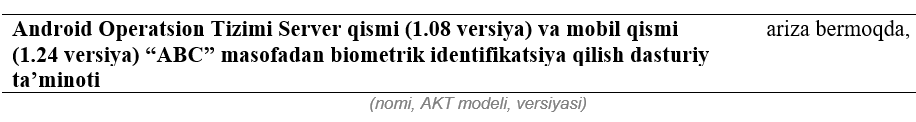 Android Operatsion Tizimi Server qismi (1.08 versiya) va mobil qismi ariza bermoqda,
(1.24 versiya) “ABC” masofadan biometrik identifikatsiya qilish dasturiy
ta’minoti
(nomi, AKT modeli, versiyasi)